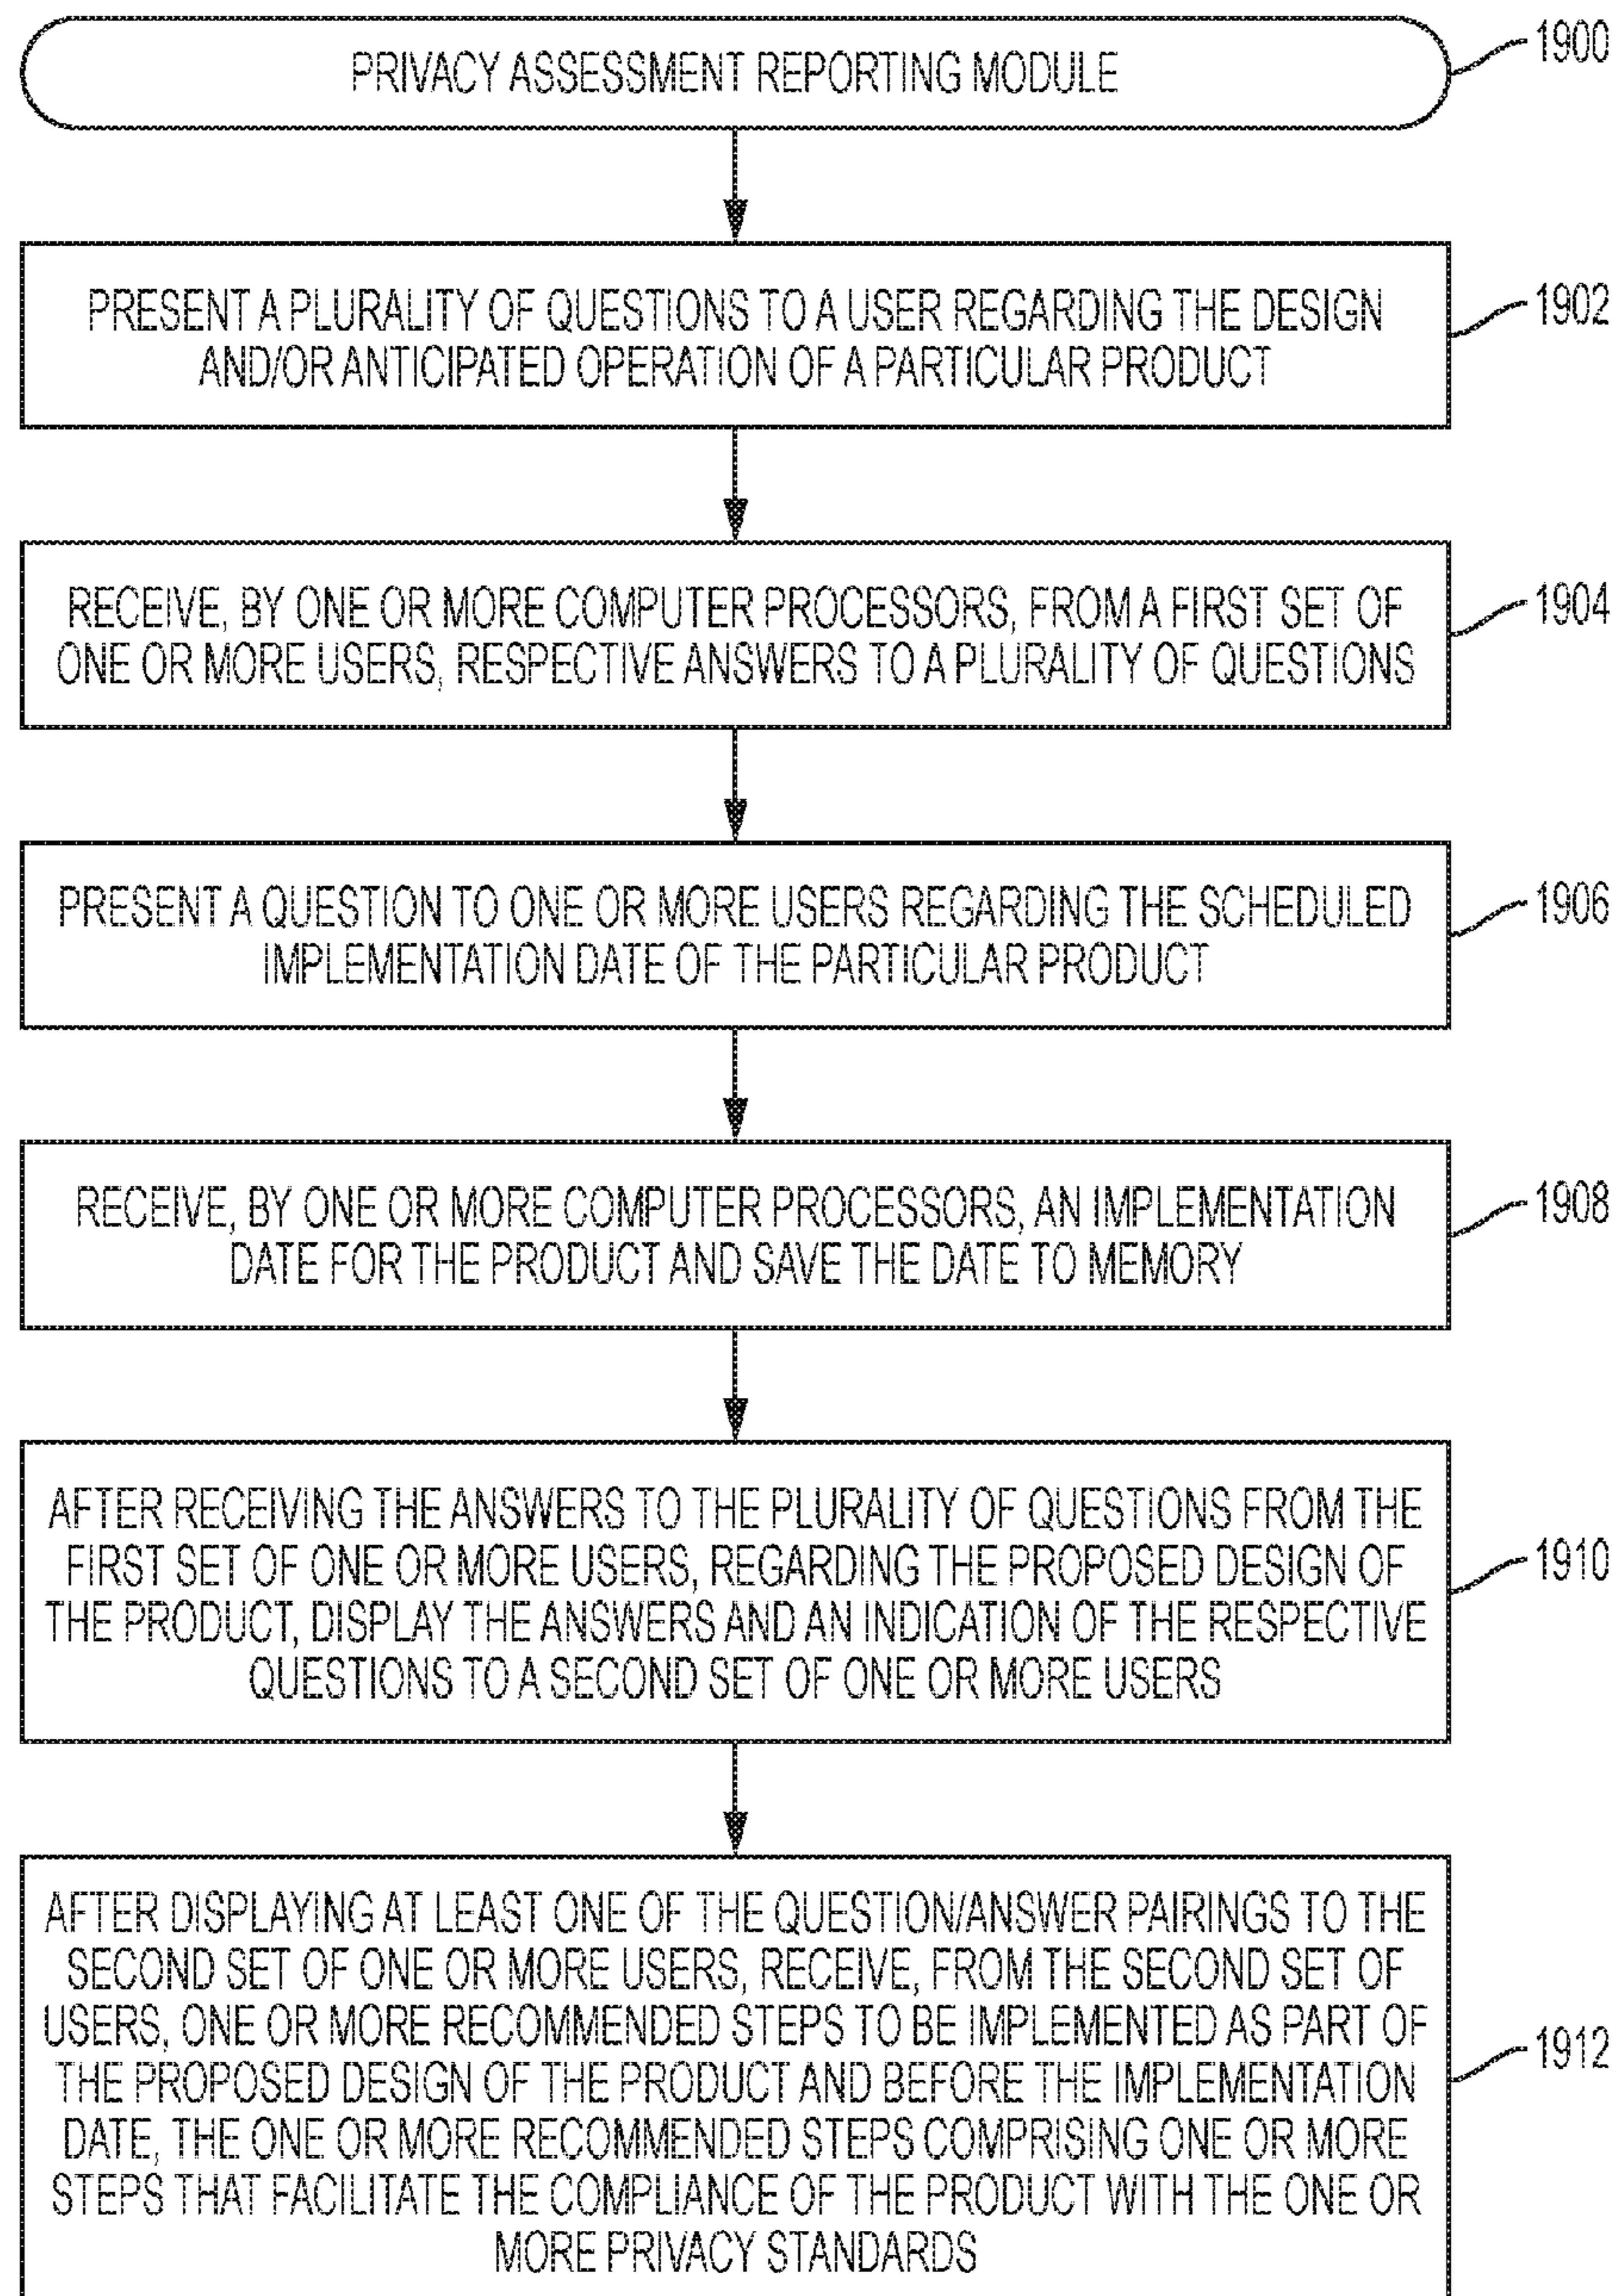 PRIVACY ASSESSMENT REPORTING MODULE
1900
PRESENT A PLURALITY OF QUESTIONS TO A USER REGARDING THE DESIGN
AND/OR ANTICIPATED OPERATION OF A PARTICULAR PRODUCT
1902
RECEIVE, BY ONE OR MORE COMPUTER PROCESSORS, FROM A FIRST SET OF
ONE OR MORE USERS, RESPECTIVE ANSWERS TO A PLURALITY OF QUESTIONS
1904
PRESENT A QUESTION TO ONE OR MORE USERS REGARDING THE SCHEDULED
IMPLEMENTATION DATE OF THE PARTICULAR PRODUCT
1906
RECEIVE, BY ONE OR MORE COMPUTER PROCESSORS, AN IMPLEMENTATION
DATE FOR THE PRODUCT AND SAVE THE DATE TO MEMORY
1908
AFTER RECEIVING THE ANSWERS TO THE PLURALITY OF QUESTIONS FROM THE
FIRST SET OF ONE OR MORE USERS, REGARDING THE PROPOSED DESIGN OF
THE PRODUCT, DISPLAY THE ANSWERS AND AN INDICATION OF THE RESPECTIVE
QUESTIONS TO A SECOND SET OF ONE OR MORE USERS
1910
AFTER DISPLAYING AT LEAST ONE OF THE QUESTION/ANSWER PAIRINGS TO THE
SECOND SET OF ONE OR MORE USERS, RECEIVE, FROM THE SECOND SET OF
USERS, ONE OR MORE RECOMMENDED STEPS TO BE IMPLEMENTED AS PART OF
THE PROPOSED DESIGN OF THE PRODUCT AND BEFORE THE IMPLEMENTATION
DATE, THE ONE OR MORE RECOMMENDED STEPS COMPRISING ONE OR MORE
STEPS THAT FACILITATE THE COMPLIANCE OF THE PRODUCT WITH THE ONE OR
MORE PRIVACY STANDARDS
1912